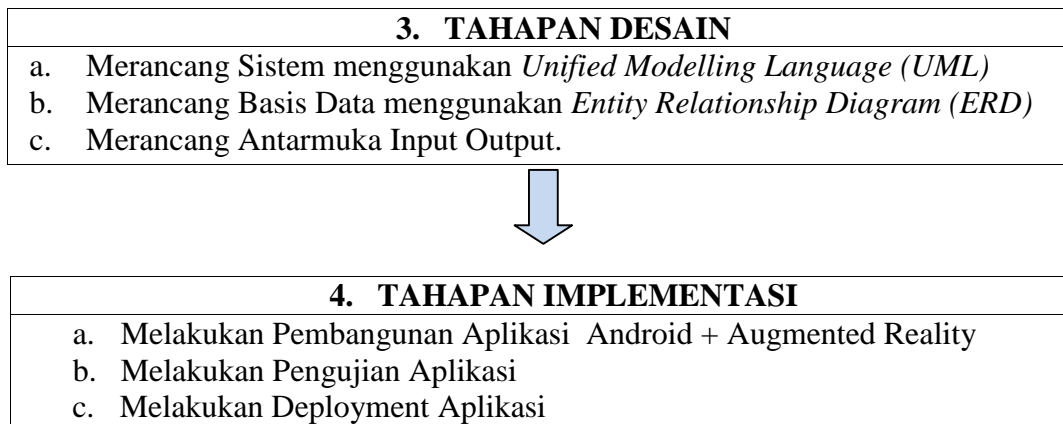 3. TAHAPAN DESAIN
a. Merancang Sistem menggunakan Unified Modelling Language (UML)
b. Merancang Basis Data menggunakan Entity Relationship Diagram (ERD)
c. Merancang Antarmuka Input Output.
4. TAHAPAN IMPLEMENTASI
a. Melakukan Pembangunan Aplikasi Android + Augmented Reality
b. Melakukan Pengujian Aplikasi
c. Melakukan Deployment Aplikasi